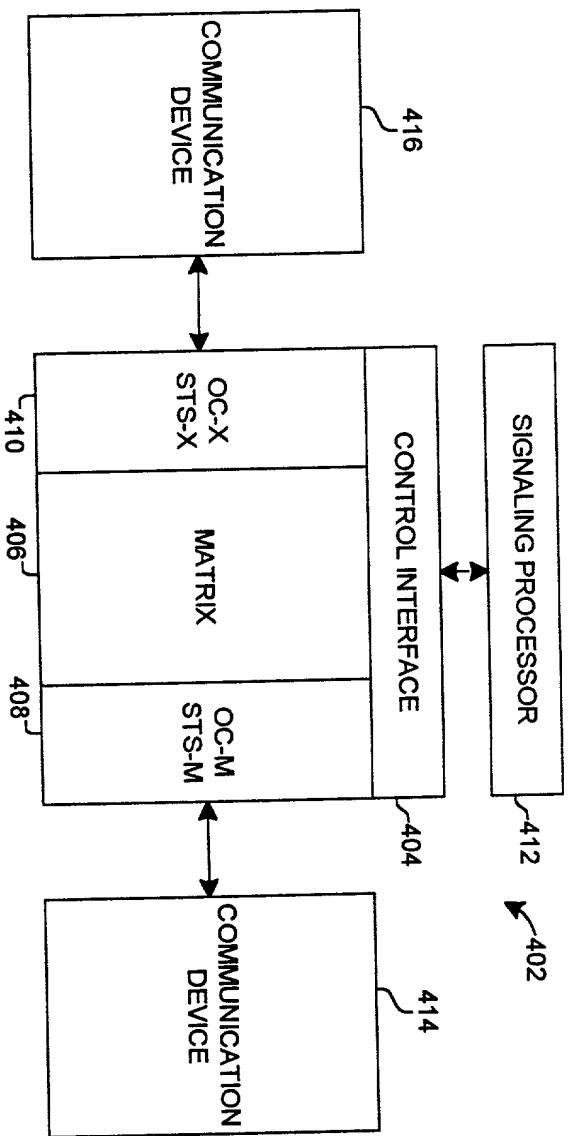 402
SIGNALING PROCESSOR
412
416
COMMUNICATION
DEVICE
CONTROL INTERFACE
404
OC-X
STS-X
410
MATRIX
406
OC-M
STS-M
408
414
COMMUNICATION
DEVICE